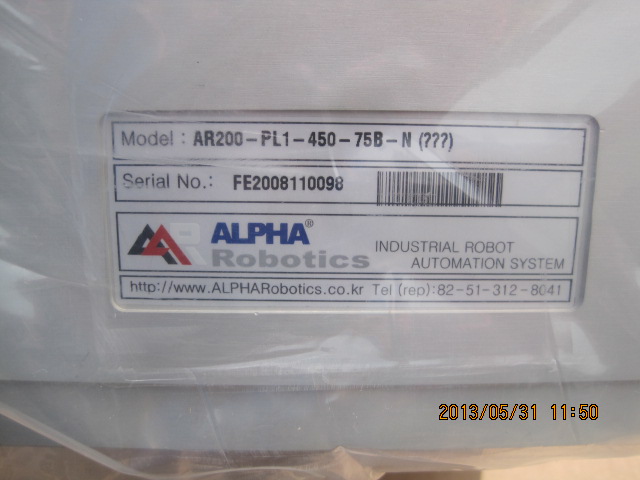 Model : AR200-PL1-450-75B-N (???)
Serial No.: FE2008110098
AR ALPHA®
Robotics
INDUSTRIAL ROBOT
AUTOMATION SYSTEM
http://www.ALPHARobotics.co.kr Tel (rep):82-51-312-8041
2013/05/31 11:50